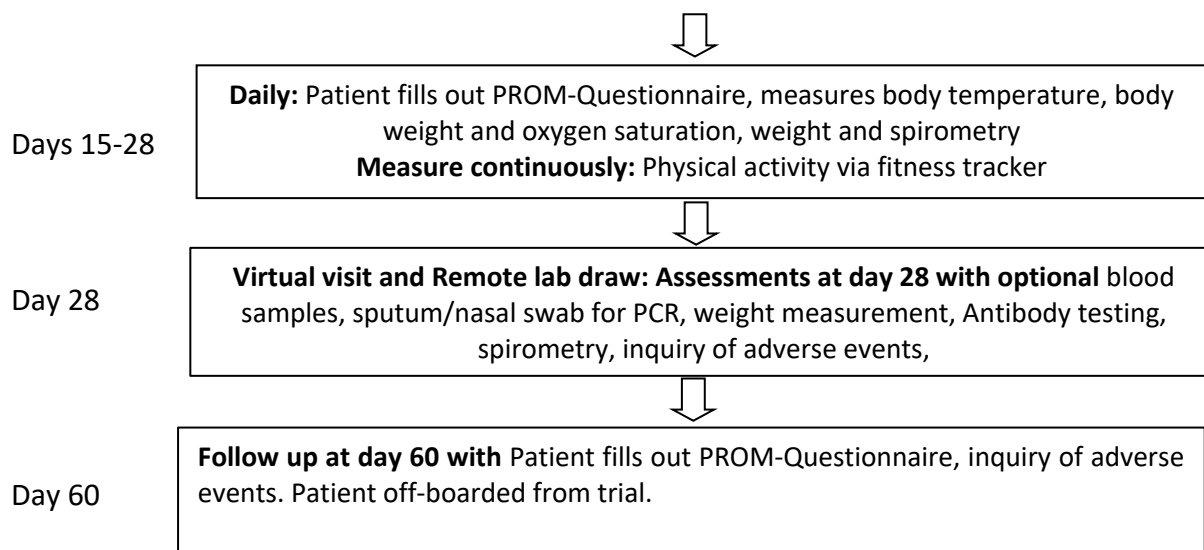 Days 15-28
Daily: Patient fills out PROM-Questionnaire, measures body temperature, body
weight and oxygen saturation, weight and spirometry
Measure continuously: Physical activity via fitness tracker
Day 28
Virtual visit and Remote lab draw: Assessments at day 28 with optional blood
samples, sputum/nasal swab for PCR, weight measurement, Antibody testing,
spirometry, inquiry of adverse events,
Day 60
Follow up at day 60 with Patient fills out PROM-Questionnaire, inquiry of adverse
events. Patient off-boarded from trial.